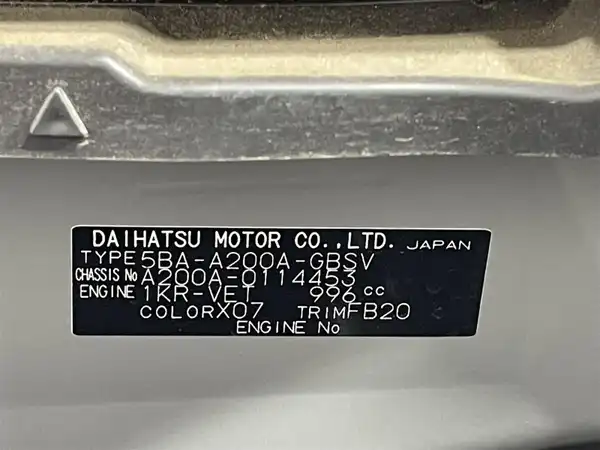 DAIHATSU MOTOR CO.,LTD. JAPAN
TYPE 5BA-A200A-GBSV
CHASSIS No A200A-0114453
ENGINE 1KR-VET 996 cc
COLOR X07 TRIM FB20
ENGINE No